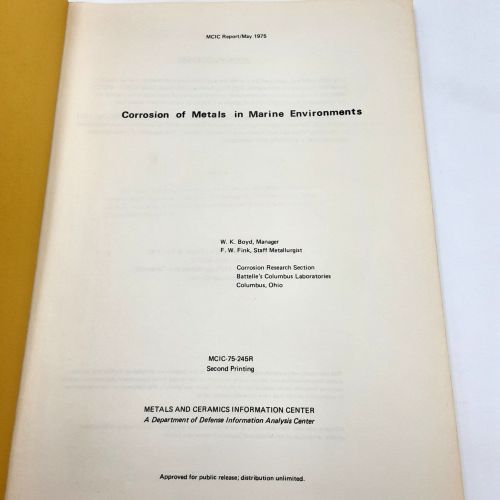 MCIC Report/May 1975
Corrosion of Metals in Marine Environments
W. K. Boyd, Manager
F. W. Fink, Staff Metallurgist
Corrosion Research Section
Battelle's Columbus Laboratories
Columbus, Ohio
MCIC-75-245R
Second Printing
METALS AND CERAMICS INFORMATION CENTER
A Department of Defense Information Analysis Center
Approved for public release; distribution unlimited.